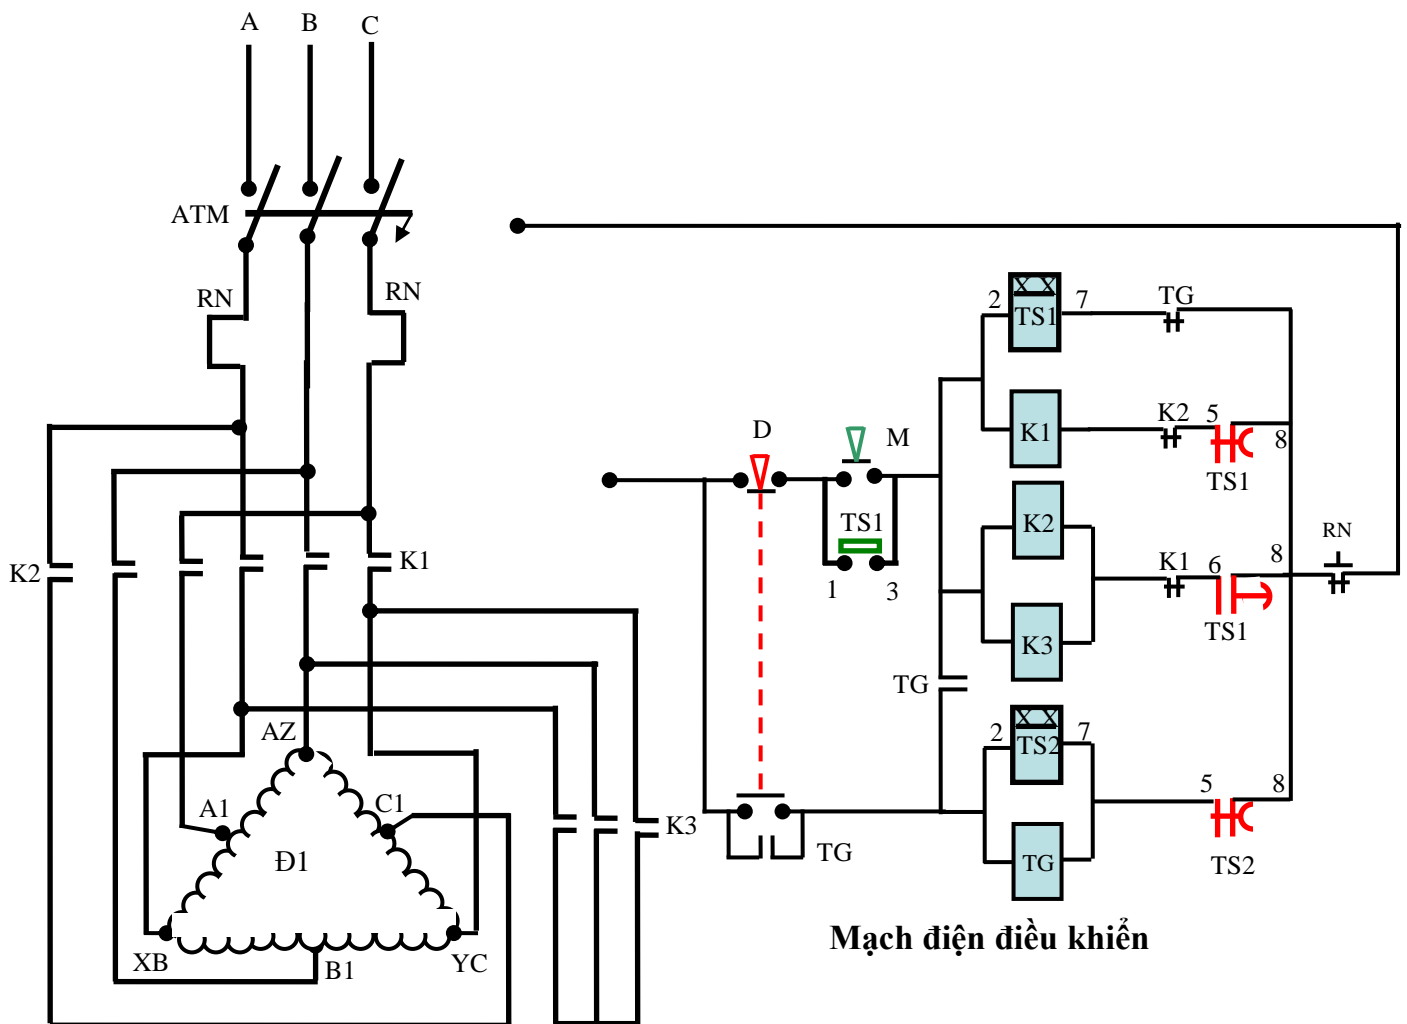 A B C
ATM
RN RN
2 TS1 7 TG
K1 K2 5 8
TS1
D M
TS1
1 3
K2
K3
K1 6 8 RN
TS1
K2 K1
TG
2 TS2 7
TG
5 8
TS2
TG
AZ
A1 C1
Đ1
K3
XB B1 YC
Mạch điện điều khiển